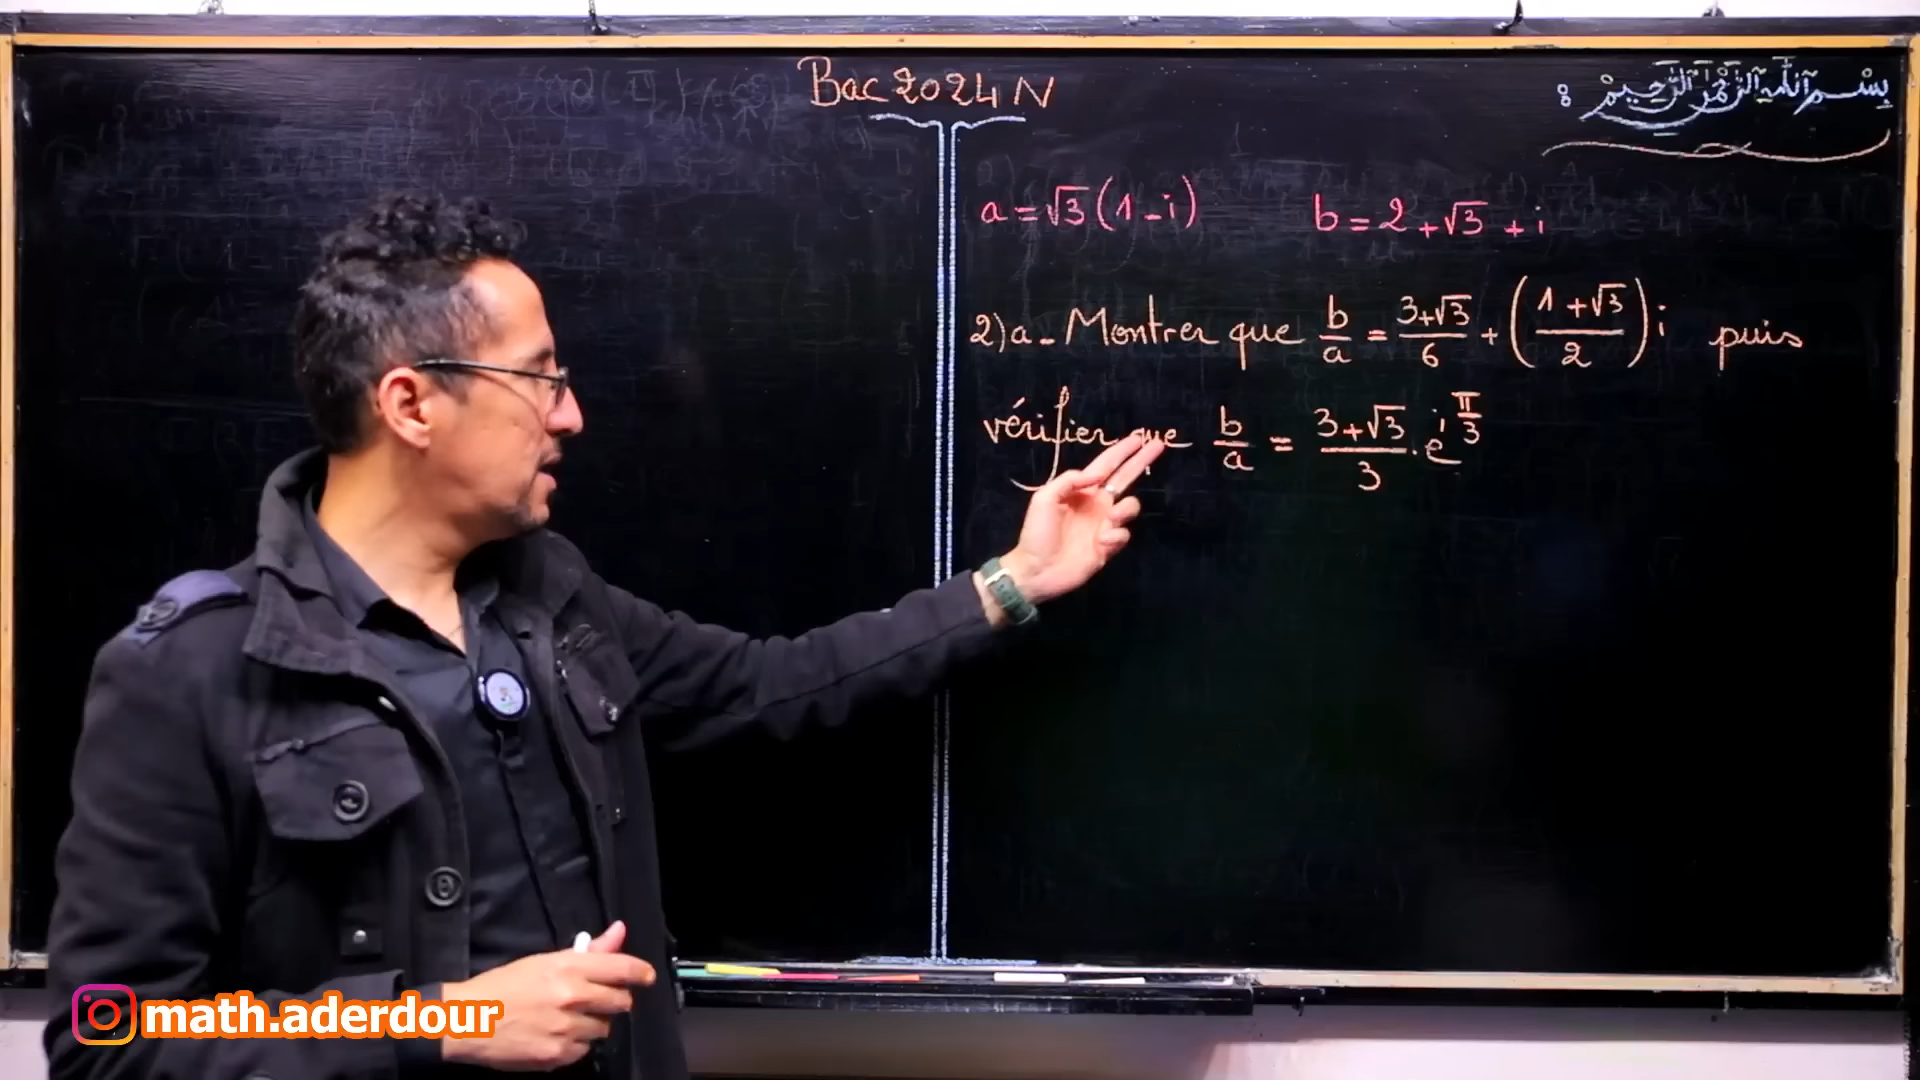 Bac 2024 N
بسم الله الرحمن الرحيم :
a = √3(1 - i)    b = 2 + √3 + i
2) a - Montrer que b/a = (3+√3)/6 + ((1+√3)/2) i puis
vérifier que b/a = (3+√3)/3 · e^(iπ/3)
math.aderdour